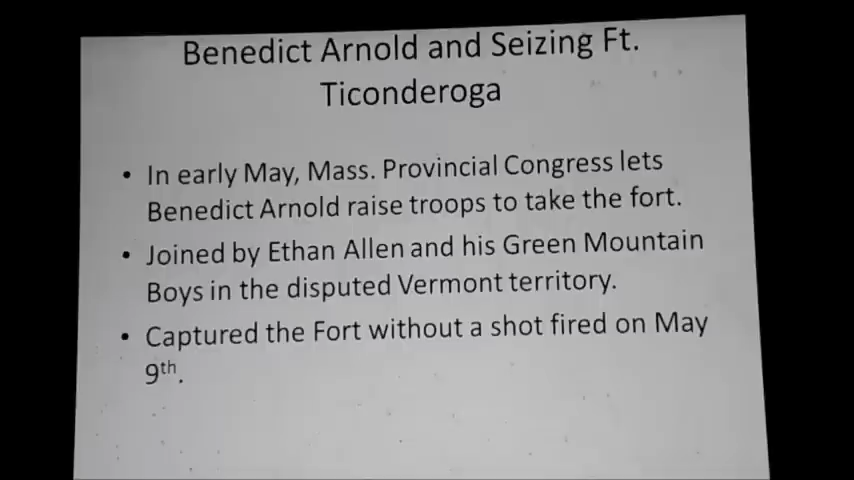 Benedict Arnold and Seizing Ft.
Ticonderoga
• In early May, Mass. Provincial Congress lets
Benedict Arnold raise troops to take the fort.
• Joined by Ethan Allen and his Green Mountain
Boys in the disputed Vermont territory.
• Captured the Fort without a shot fired on May
9th.